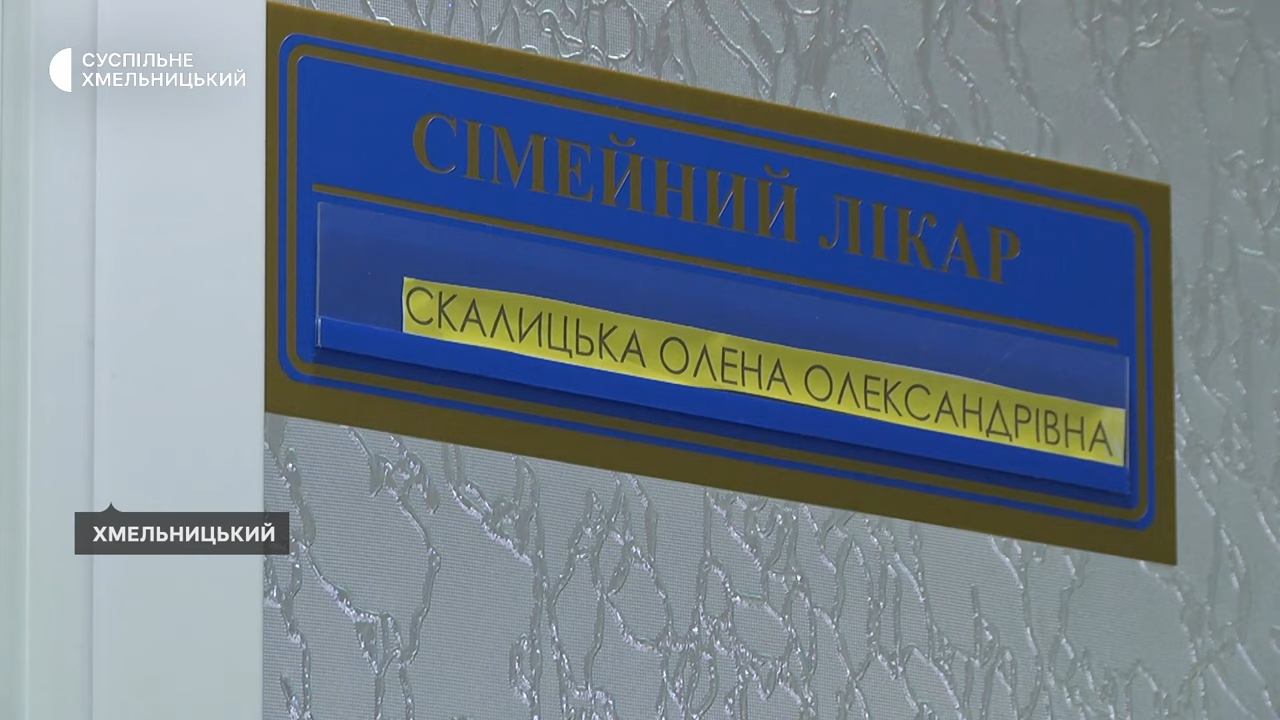 СУСПІЛЬНЕ
ХМЕЛЬНИЦЬКИЙ
СІМЕЙНИЙ ЛІКАР
СКАЛИЦЬКА ОЛЕНА ОЛЕКСАНДРІВНА
ХМЕЛЬНИЦЬКИЙ